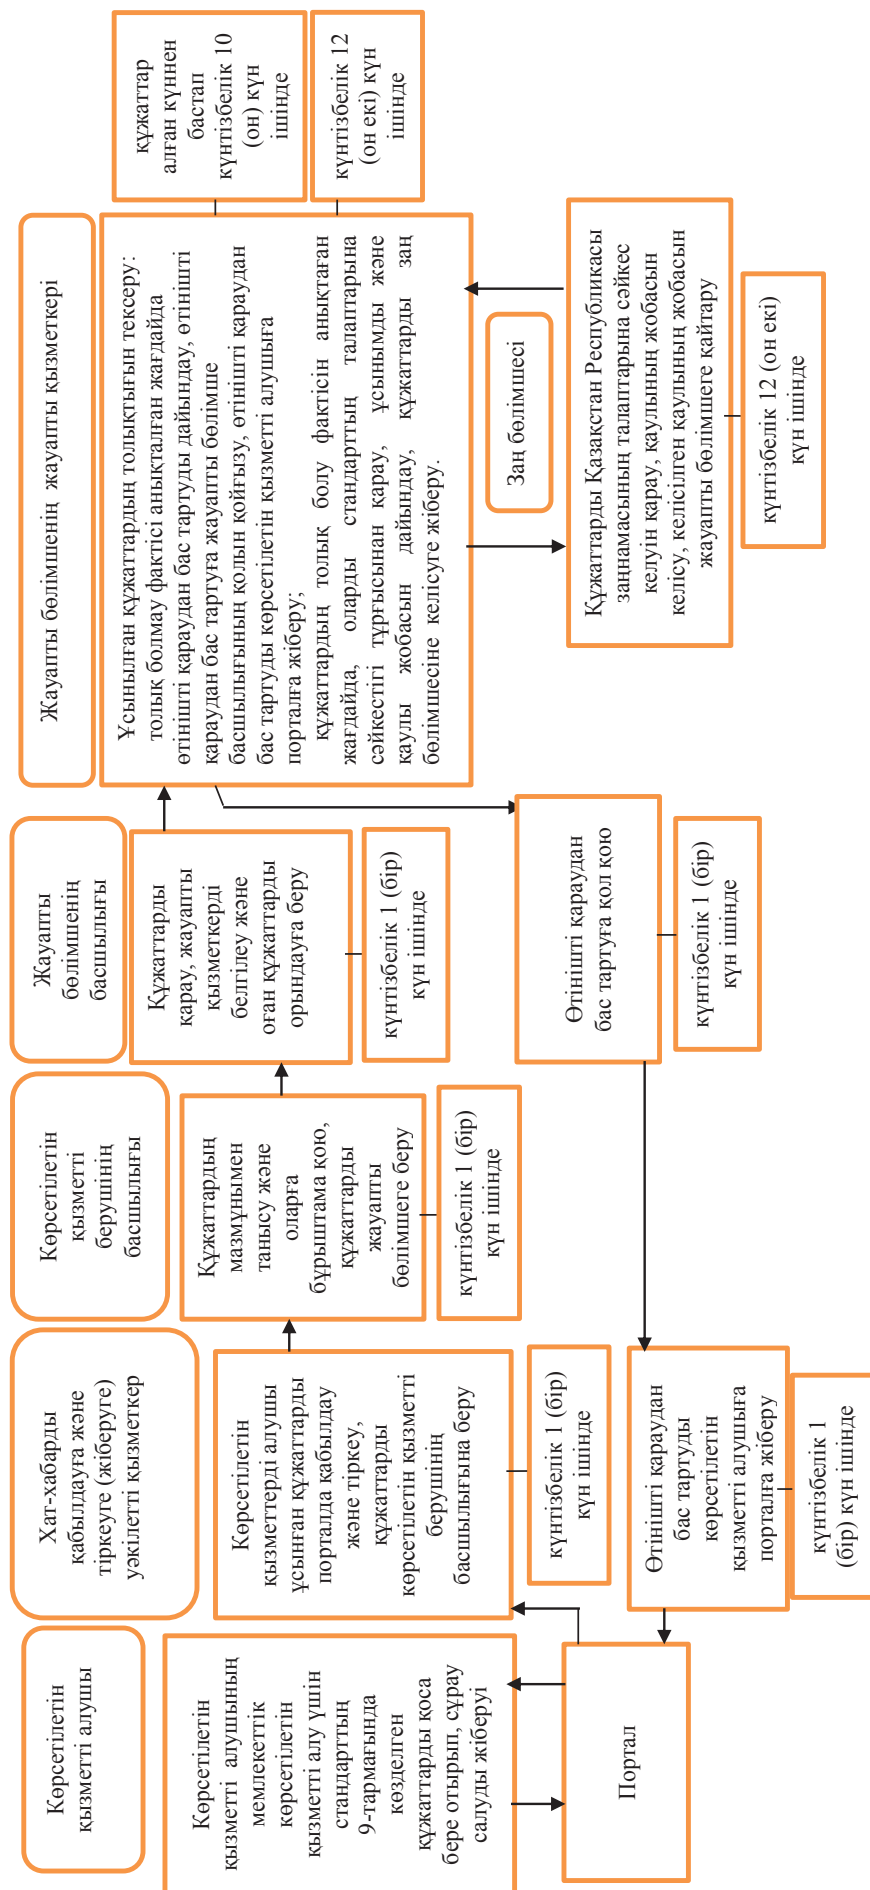 Көрсетілетін
қызметті алушы
Хат-хабарды
қабылдауға және
тіркеуге (жіберуге
уәкілетті қызметкер
Көрсетілетін
қызметті
берушінің
басшылығы
Жауапты
бөлімшенің
басшылығы
Жауапты бөлімшенің жауапты қызметкері
Көрсетілетін
қызметті алушының
мемлекеттік
көрсетілетін
қызметті алу үшін
стандарттың
9-тармағында
көзделген
құжаттарды қоса
бере отырып, сұрау
салуды жіберуі
Көрсетілетін
қызметтерді алушы
ұсынған құжаттарды
порталда қабылдау
және тіркеу,
құжаттарды
көрсетілетін қызметті
берушінің
басшылығына беру
күнтізбелік 1 (бір)
күн ішінде
Құжаттардың
мазмұнымен
танысу және
оларға
бұрыштама қою,
құжаттарды
жауапты
бөлімшеге беру
күнтізбелік 1 (бір)
күн ішінде
Құжаттарды
қарау, жауапты
қызметкерді
белгілеу және
оған құжаттарды
орындауға беру
күнтізбелік 1 (бір)
күн ішінде
Ұсынылған құжаттардың толықтығын тексеру:
толық болмау фактісі анықталған жағдайда
өтінішті қараудан бас тартуды дайындау, өтінішті
қараудан бас тартуға жауапты бөлімше
басшылығының қолын қойғызу, өтінішті қараудан
бас тартуды көрсетілетін қызметті алушыға
порталға жіберу;
құжаттардың толық болу фактісін анықтаған
жағдайда, оларды стандарттың талаптарына
сәйкестігі тұрғысынан қарау, ұсынымды және
қаулы жобасын дайындау, құжаттарды заң
бөлімшесіне келісуге жіберу.
құжаттар
алған күннен
бастап
күнтізбелік 10
(он) күн
ішінде
күнтізбелік 12
(он екі) күн
ішінде
Заң бөлімшесі
Құжаттарды Қазақстан Республикасы
заңнамасының талаптарына сәйкес
келуін қарау, қаулының жобасын
келісу, келісілген қаулының жобасын
жауапты бөлімшеге қайтару
күнтізбелік 12 (он екі)
күн ішінде
Өтінішті қараудан
бас тартуға қол қою
күнтізбелік 1 (бір)
күн ішінде
Өтінішті қараудан
бас тартуды
көрсетілетін
қызметті алушыға
порталға жіберу
күнтізбелік 1
(бір) күн ішінде
Портал